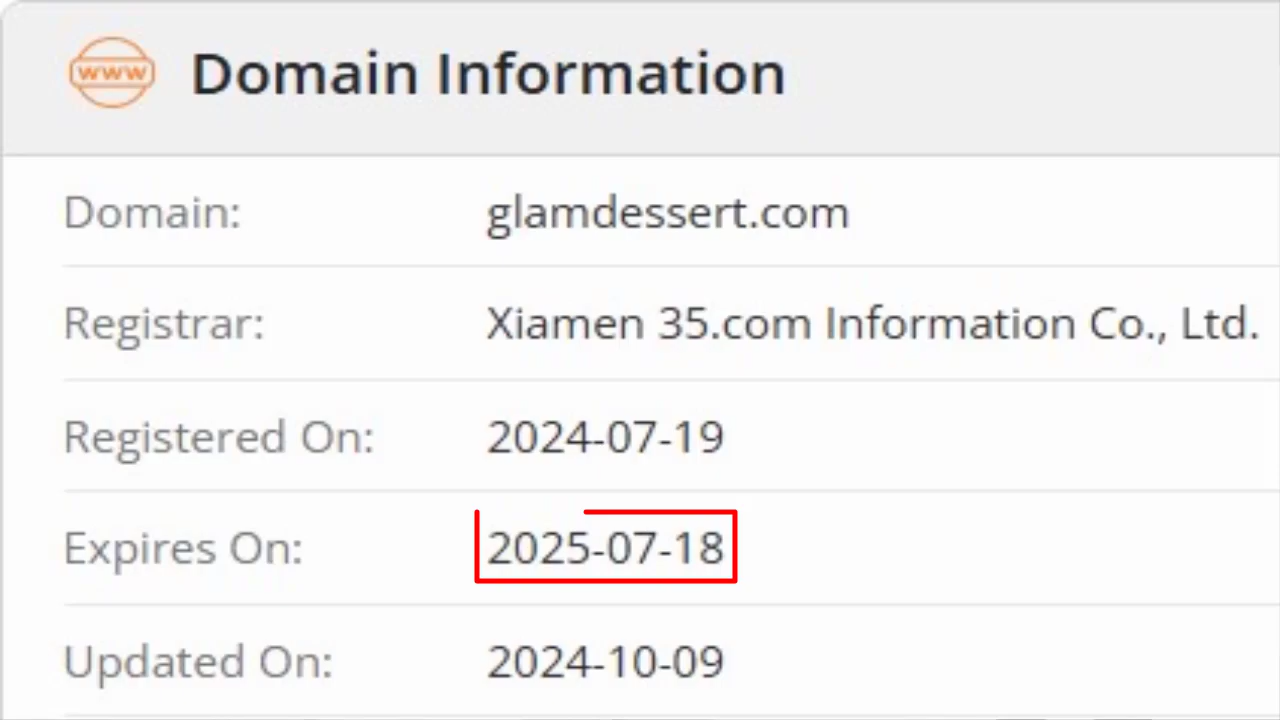 www
Domain Information
Domain: glamdessert.com
Registrar: Xiamen 35.com Information Co., Ltd.
Registered On: 2024-07-19
Expires On: 2025-07-18
Updated On: 2024-10-09